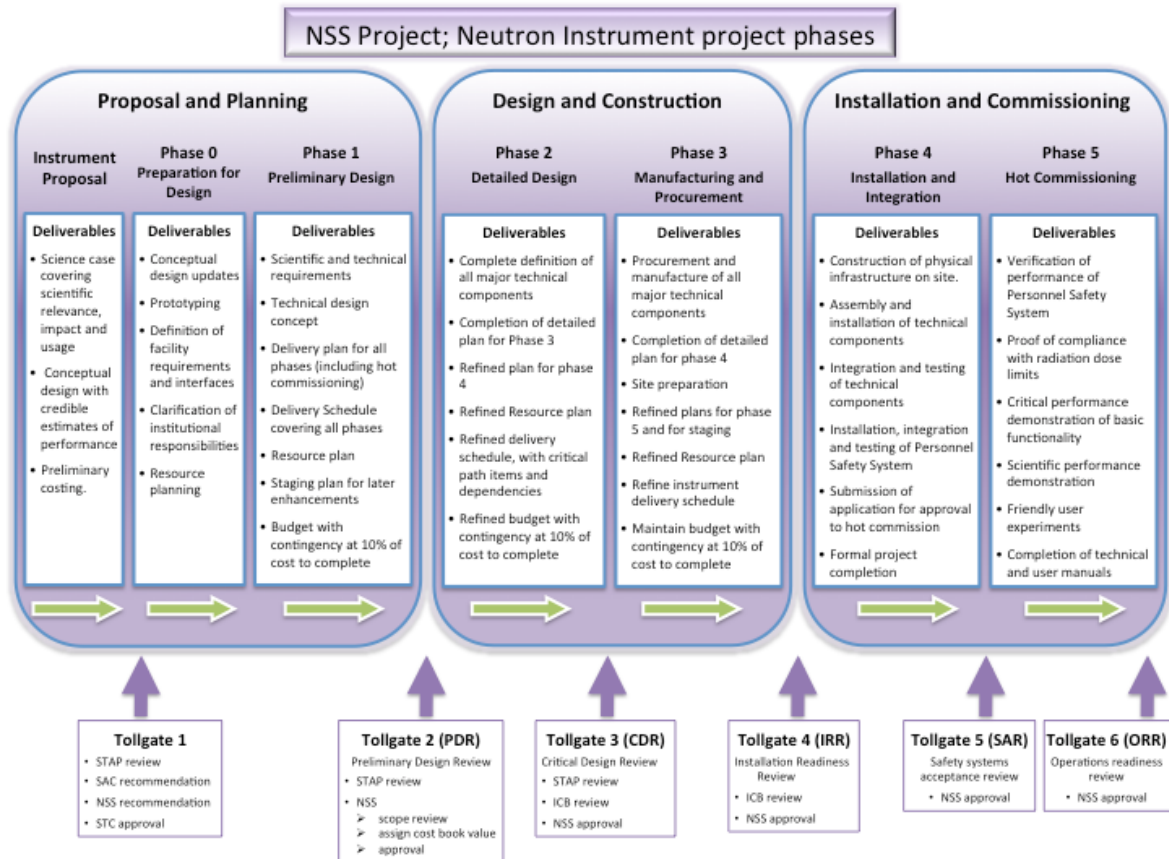 NSS Project; Neutron Instrument project phases
Proposal and Planning
Instrument
Proposal
Deliverables
• Science case
covering
scientific
relevance,
impact and
usage
• Conceptual
design with
credible
estimates of
performance
• Preliminary
costing.
Phase 0
Preparation for
Design
Deliverables
• Conceptual
design updates
• Prototyping
• Definition of
facility
requirements
and interfaces
• Clarification of
institutional
responsibilities
• Resource
planning
Phase 1
Preliminary Design
Deliverables
• Scientific and technical
requirements
• Technical design
concept
• Delivery plan for all
phases (including hot
commissioning)
• Delivery Schedule
covering all phases
• Resource plan
• Staging plan for later
enhancements
• Budget with
contingency at 10% of
cost to complete
Design and Construction
Phase 2
Detailed Design
Deliverables
• Complete definition of
all major technical
components
• Completion of detailed
plan for Phase 3
• Refined plan for phase
4
• Refined Resource plan
• Refined delivery
schedule, with critical
path items and
dependencies
• Refined budget with
contingency at 10% of
cost to complete
Phase 3
Manufacturing and
Procurement
Deliverables
• Procurement and
manufacture of all
major technical
components
• Completion of detailed
plan for phase 4
• Site preparation
• Refined plans for phase
5 and for staging
• Refined Resource plan
• Refine instrument
delivery schedule
• Maintain budget with
contingency at 10% of
cost to complete
Installation and Commissioning
Phase 4
Installation and
Integration
Deliverables
• Construction of physical
infrastructure on site.
• Assembly and
installation of technical
components
• Integration and testing
of technical
components
• Installation, integration
and testing of Personnel
Safety System
• Submission of
application for approval
to hot commission
• Formal project
completion
Phase 5
Hot Commissioning
Deliverables
• Verification of
performance of
Personnel Safety
System
• Proof of compliance
with radiation dose
limits
• Critical performance
demonstration of basic
functionality
• Scientific performance
demonstration
• Friendly user
experiments
• Completion of technical
and user manuals
Tollgate 1
• STAP review
• SAC recommendation
• NSS recommendation
• STC approval
Tollgate 2 (PDR)
Preliminary Design Review
• STAP review
• NSS
➢ scope review
➢ assign cost book value
➢ approval
Tollgate 3 (CDR)
Critical Design Review
• STAP review
• ICB review
• NSS approval
Tollgate 4 (IRR)
Installation Readiness
Review
• ICB review
• NSS approval
Tollgate 5 (SAR)
Safety systems
acceptance review
• NSS approval
Tollgate 6 (ORR)
Operations readiness
review
• NSS approval